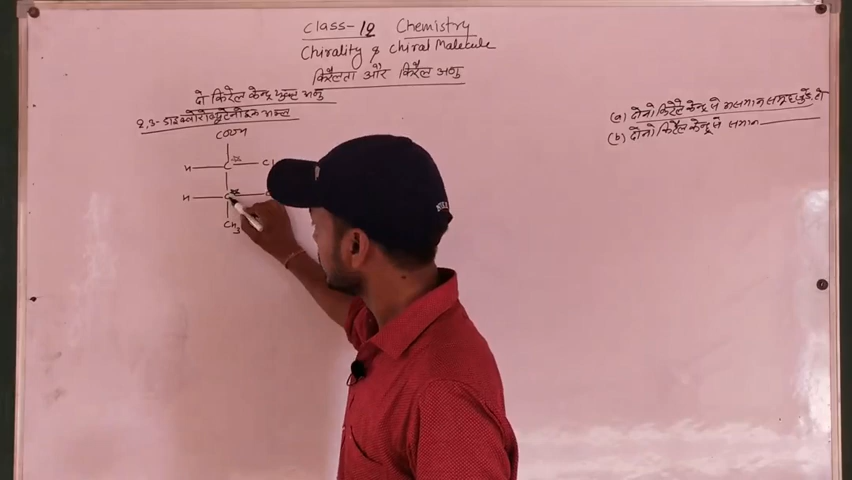 Class-12 Chemistry
Chirality & Chiral Molecule
किरैलता और किरैल अणु
दो किरैल केन्द्र युक्त अणु
2,3-डाइक्लोरोब्यूटेनोइक अम्ल
(a) दोनो किरैल केन्द्र पे असमान समूह जुड़े हो
(b) दोनो किरैल केन्द्र पे समान
COOH
H C* Cl
H C*
CH3